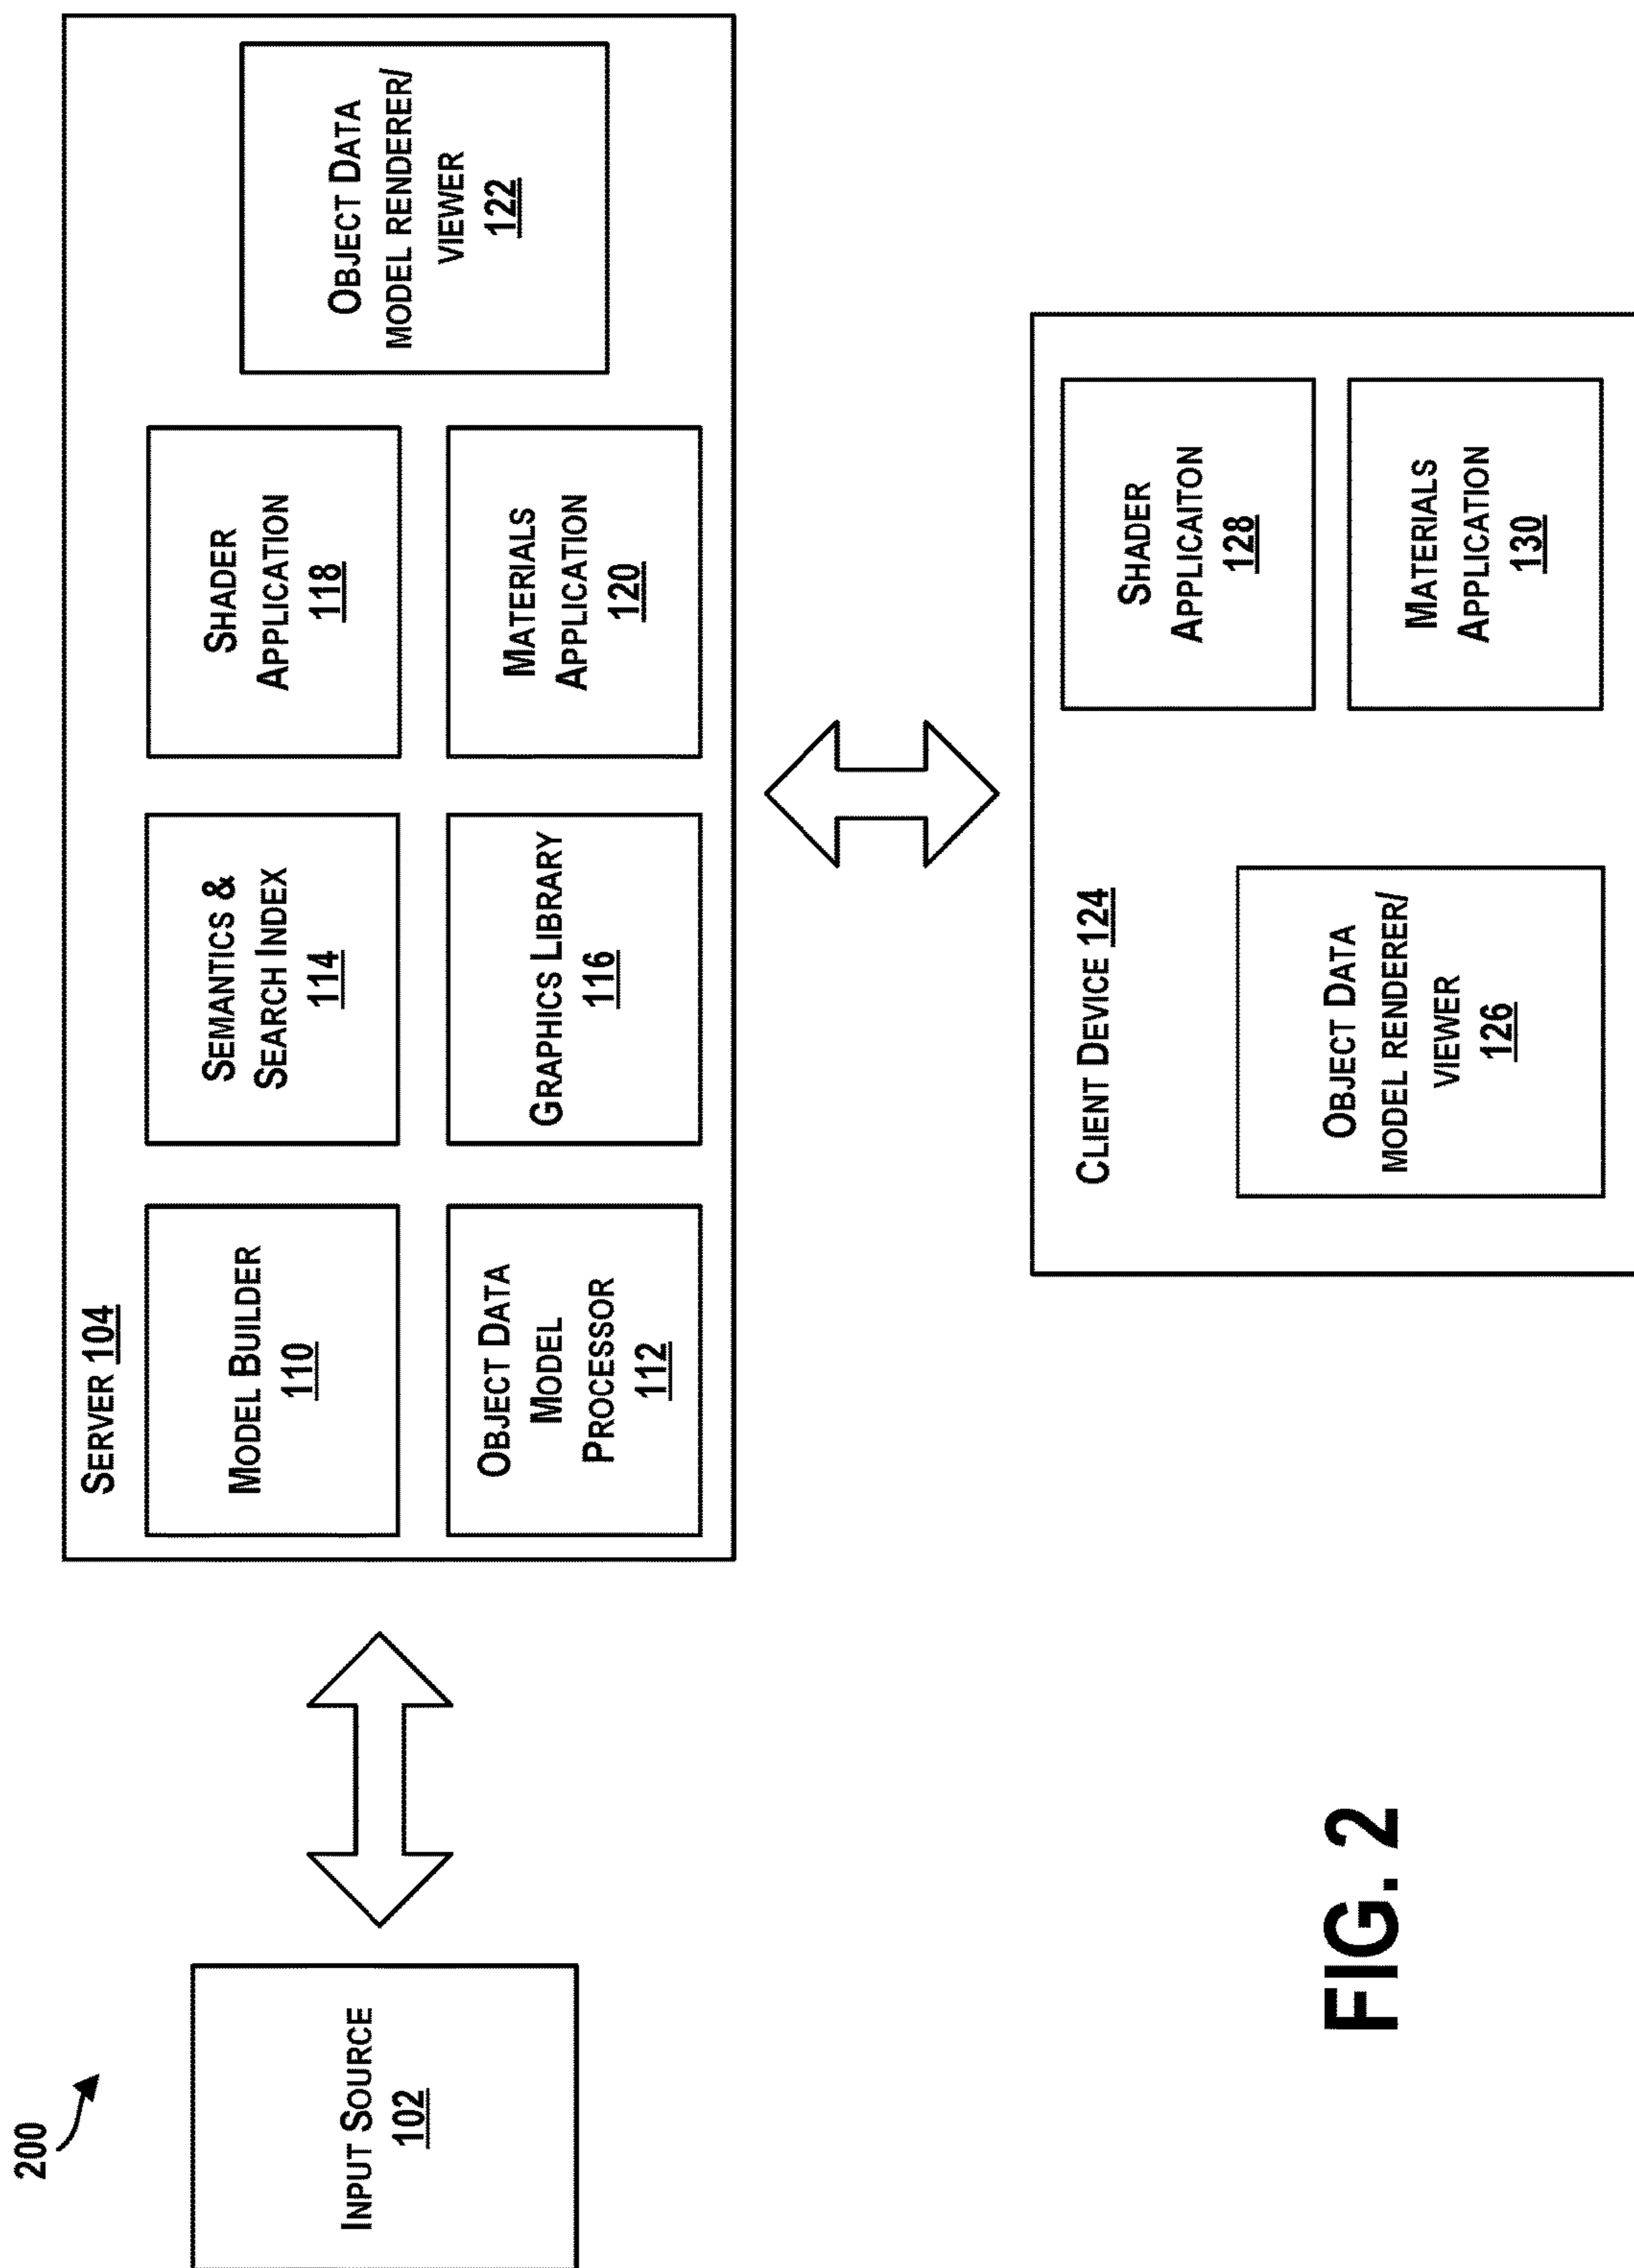 200
INPUT SOURCE
102
SERVER 104
MODEL BUILDER
110
OBJECT DATA
MODEL
PROCESSOR
112
SEMANTICS &
SEARCH INDEX
114
GRAPHICS LIBRARY
116
SHADER
APPLICATION
118
MATERIALS
APPLICATION
120
OBJECT DATA
MODEL RENDERER/
VIEWER
122
CLIENT DEVICE 124
OBJECT DATA
MODEL RENDERER/
VIEWER
126
SHADER
APPLICAITON
128
MATERIALS
APPLICATION
130
FIG. 2